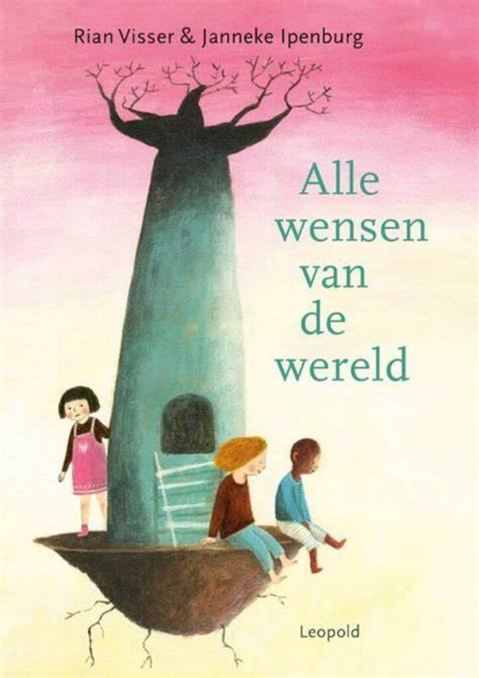 Rian Visser & Janneke Ipenburg
Alle
wensen
van
de
wereld
Leopold